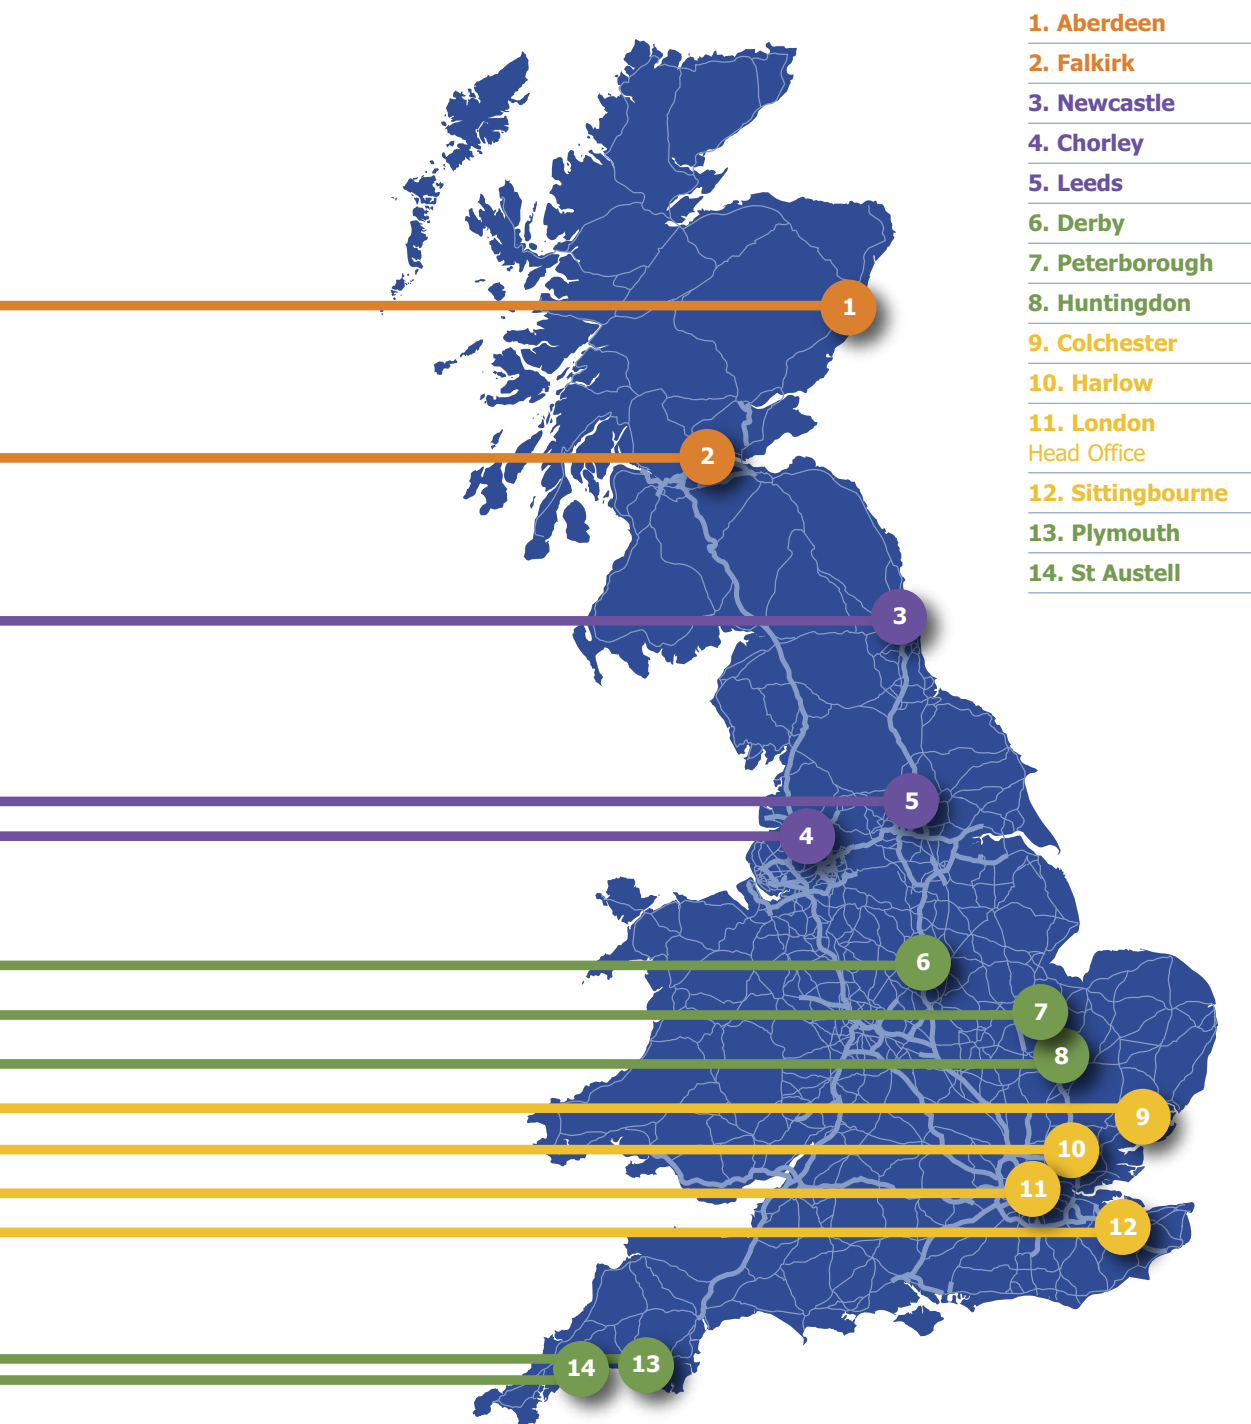 1. Aberdeen
2. Falkirk
3. Newcastle
4. Chorley
5. Leeds
6. Derby
7. Peterborough
8. Huntingdon
9. Colchester
10. Harlow
11. London
Head Office
12. Sittingbourne
13. Plymouth
14. St Austell
1
2
3
5
4
6
7
8
9
10
11
12
14 13